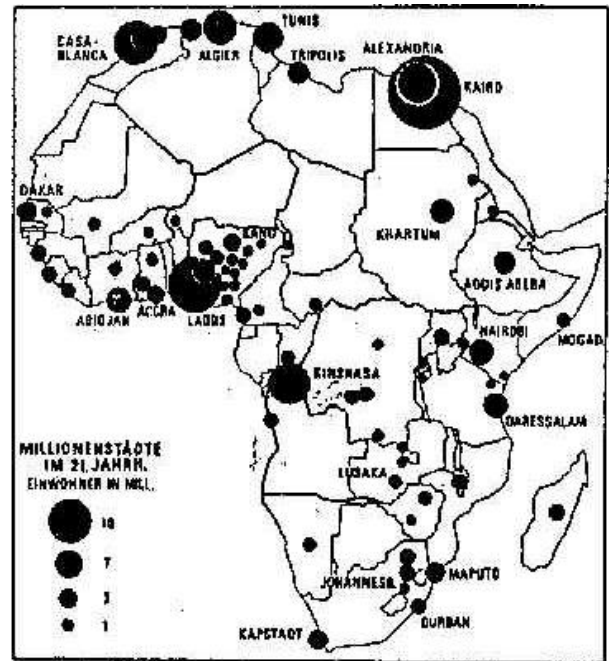 TUNIS
CASA-
BLANCA
ALGIER
TRIPOLIS
ALEXANDRIA
KAIRO
DAKAR
KANO
KHARTUM
ADDIS ABEBA
ABIDJAN
ACCRA
LAGOS
NAIROBI
MOGAD.
KINSHASA
DARESSALAM
MILLIONENSTÄDTE
IM 21. JAHRH.
EINWOHNER IN MILL.
7
3
1
LUSAKA
JOHANNESB.
MAPUTO
DURBAN
KAPSTADT